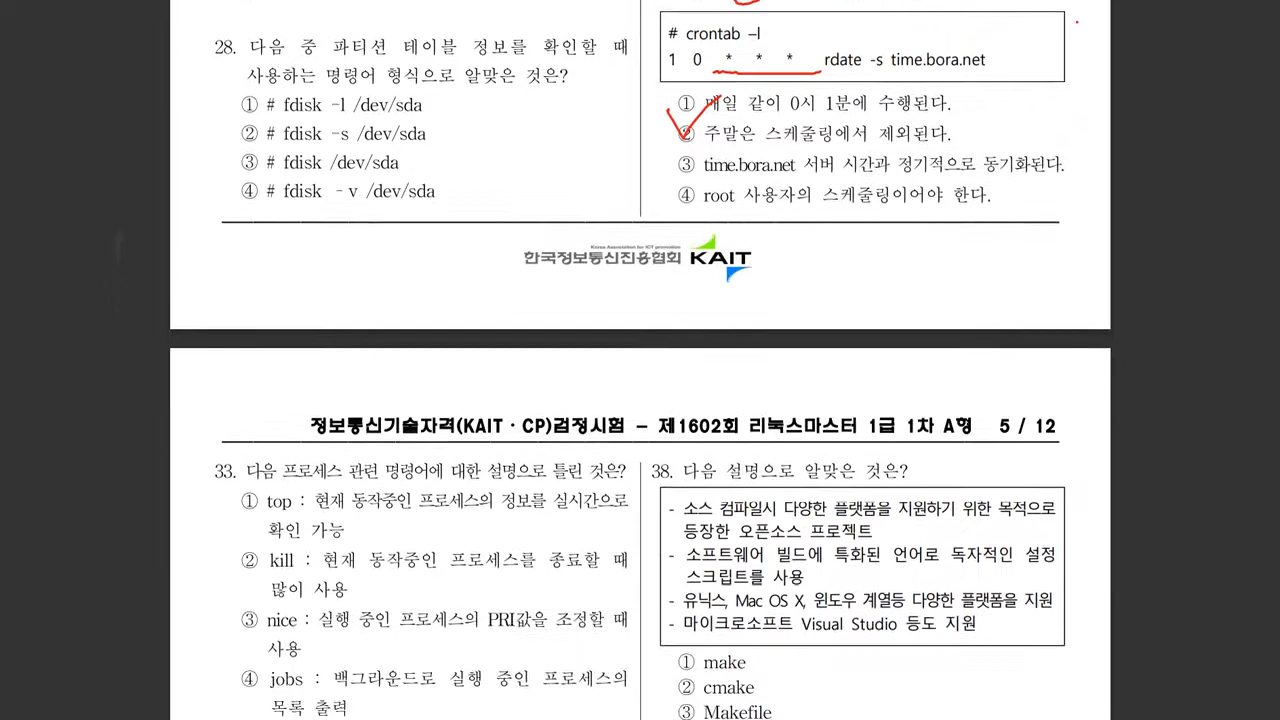 28. 다음 중 파티션 테이블 정보를 확인할 때
사용하는 명령어 형식으로 알맞은 것은?
① # fdisk -l /dev/sda
② # fdisk -s /dev/sda
③ # fdisk /dev/sda
④ # fdisk -v /dev/sda
# crontab –l
1 0 * * * rdate -s time.bora.net
① 매일 같이 0시 1분에 수행된다.
② 주말은 스케줄링에서 제외된다.
③ time.bora.net 서버 시간과 정기적으로 동기화된다.
④ root 사용자의 스케줄링이어야 한다.
Korea Association for ICT promotion
한국정보통신진흥협회 KAIT
정보통신기술자격(KAIT · CP)검정시험 – 제1602회 리눅스마스터 1급 1차 A형 5 / 12
33. 다음 프로세스 관련 명령어에 대한 설명으로 틀린 것은?
① top : 현재 동작중인 프로세스의 정보를 실시간으로
확인 가능
② kill : 현재 동작중인 프로세스를 종료할 때
많이 사용
③ nice : 실행 중인 프로세스의 PRI값을 조정할 때
사용
④ jobs : 백그라운드로 실행 중인 프로세스의
목록 출력
38. 다음 설명으로 알맞은 것은?
- 소스 컴파일시 다양한 플랫폼을 지원하기 위한 목적으로
등장한 오픈소스 프로젝트
- 소프트웨어 빌드에 특화된 언어로 독자적인 설정
스크립트를 사용
- 유닉스, Mac OS X, 윈도우 계열등 다양한 플랫폼을 지원
- 마이크로소프트 Visual Studio 등도 지원
① make
② cmake
③ Makefile